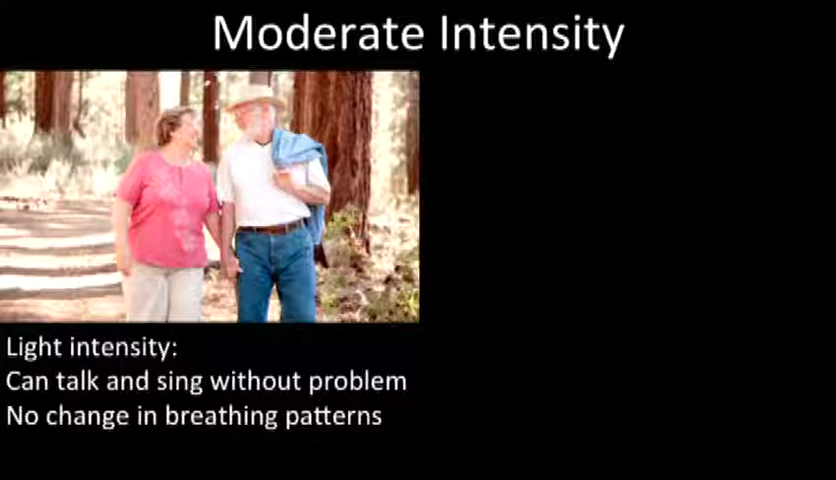 Moderate Intensity
Light intensity:
Can talk and sing without problem
No change in breathing patterns